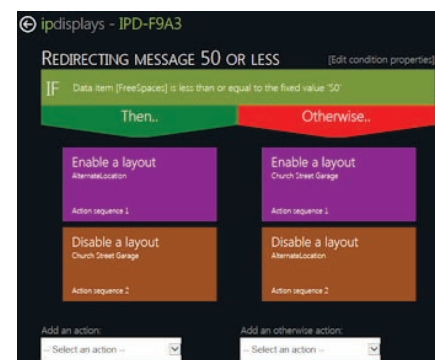 ipdisplays - IPD-F9A3
REDIRECTING MESSAGE 50 OR LESS
[Edit condition properties]
IF Data item [FreeSpaces] is less than or equal to the fixed value '50'
Then..
Otherwise..
Enable a layout
AlternateLocation
Action sequence 1
Enable a layout
Church Street Garage
Action sequence 1
Disable a layout
Church Street Garage
Action sequence 2
Disable a layout
AlternateLocation
Action sequence 2
Add an action:
-- Select an action --
Add an otherwise action:
-- Select an action --